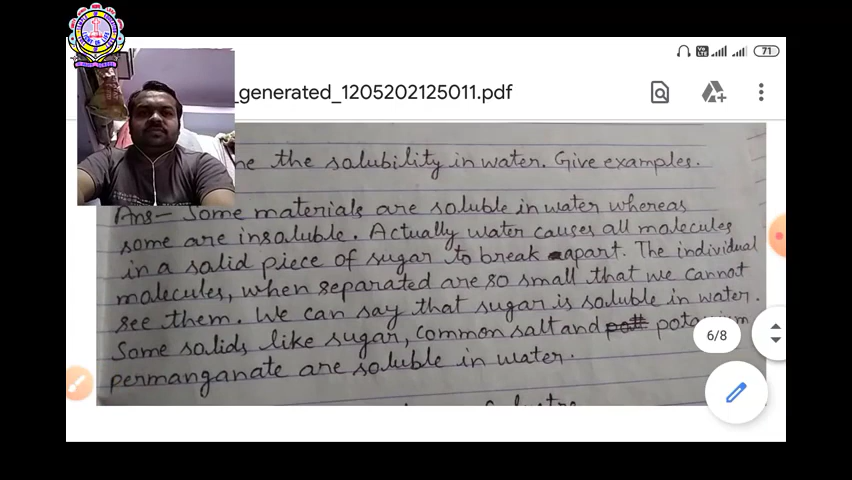 71
_generated_1205202125011.pdf
the solubility in water. Give examples.
Ans- Some materials are soluble in water whereas
some are insoluble. Actually water causes all molecules
in a solid piece of sugar to break apart. The individual
molecules, when separated are so small that we cannot
see them. We can say that sugar is soluble in water.
Some solids like sugar, common salt and potassium
permanganate are soluble in water.
6/8